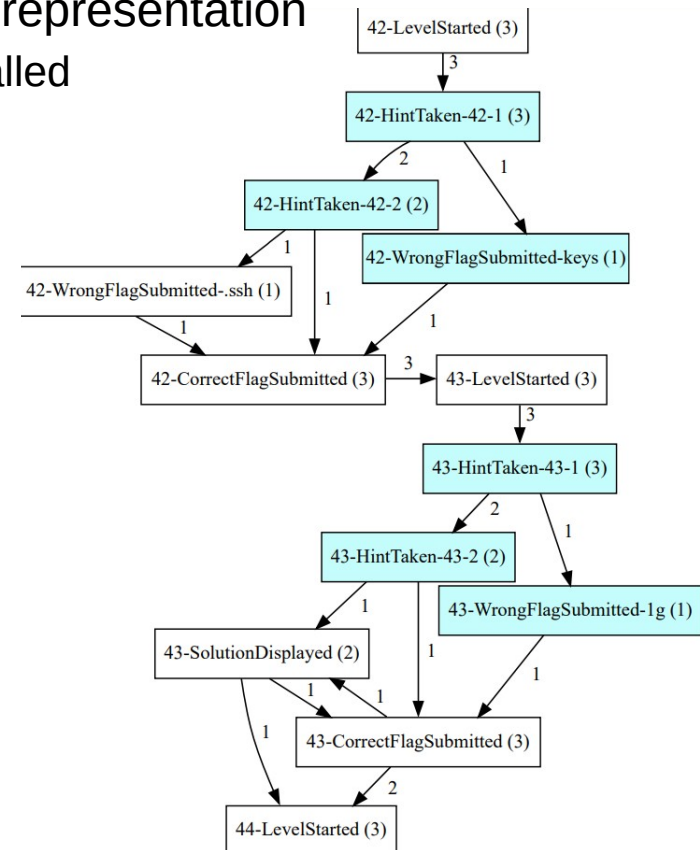 representation
42-LevelStarted (3)
3
42-HintTaken-42-1 (3)
2
1
42-HintTaken-42-2 (2)
1
42-WrongFlagSubmitted-keys (1)
42-WrongFlagSubmitted-.ssh (1)
1
1
1
42-CorrectFlagSubmitted (3)
3
43-LevelStarted (3)
3
43-HintTaken-43-1 (3)
2
1
43-HintTaken-43-2 (2)
1
43-WrongFlagSubmitted-1g (1)
43-SolutionDisplayed (2)
1
1
1
1
1
43-CorrectFlagSubmitted (3)
2
44-LevelStarted (3)